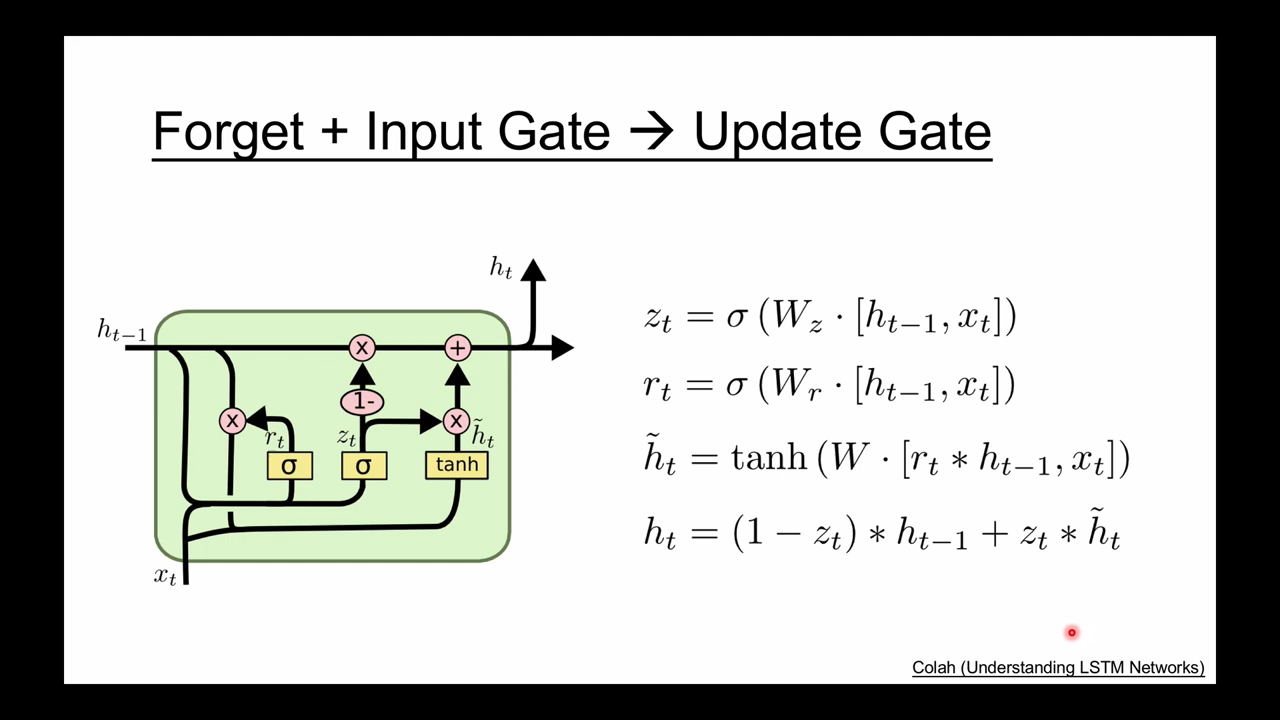 Forget + Input Gate → Update Gate
h_t
h_{t-1}
x
+
1-
x
x
r_t
z_t
h̃_t
σ
σ
tanh
x_t
z_t = σ (W_z · [h_{t-1}, x_t])
r_t = σ (W_r · [h_{t-1}, x_t])
h̃_t = tanh (W · [r_t * h_{t-1}, x_t])
h_t = (1 − z_t) * h_{t-1} + z_t * h̃_t
Colah (Understanding LSTM Networks)